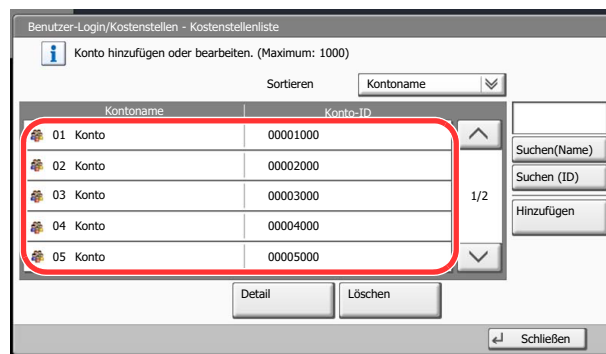 Benutzer-Login/Kostenstellen - Kostenstellenliste
i Konto hinzufügen oder bearbeiten. (Maximum: 1000)
Sortieren Kontoname
Kontoname Konto-ID
01 Konto 00001000
02 Konto 00002000
03 Konto 00003000
04 Konto 00004000
05 Konto 00005000
1/2
Suchen(Name)
Suchen (ID)
Hinzufügen
Detail Löschen
Schließen